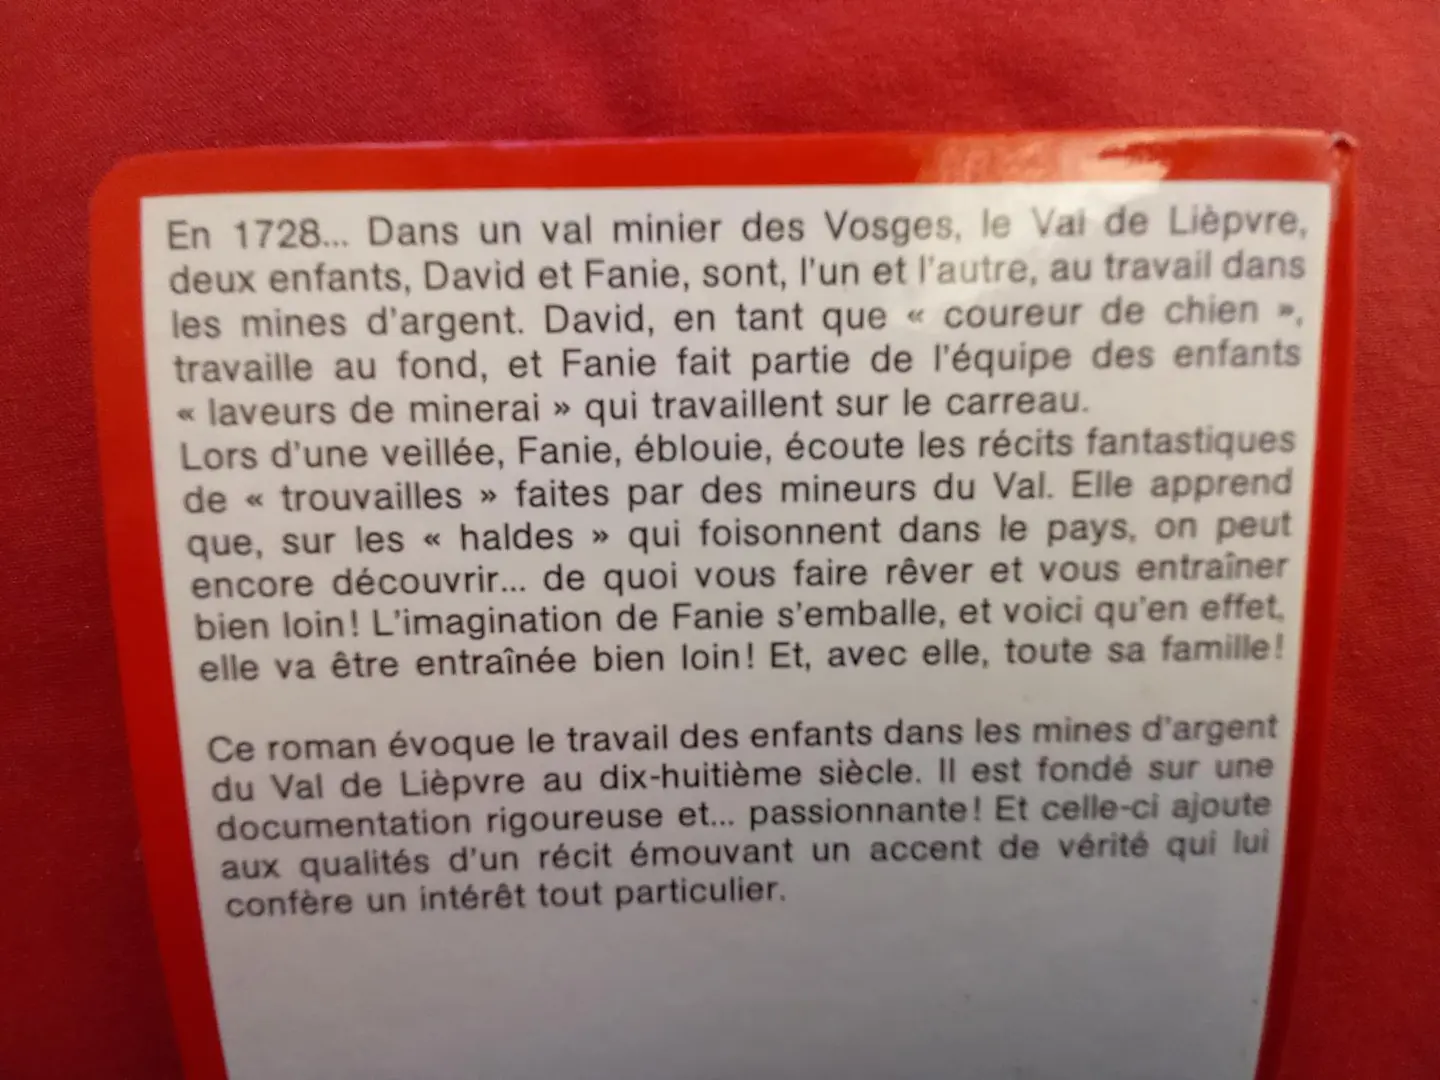 En 1728... Dans un val minier des Vosges, le Val de Lièpvre,
deux enfants, David et Fanie, sont, l'un et l'autre, au travail dans
les mines d'argent. David, en tant que « coureur de chien »,
travaille au fond, et Fanie fait partie de l'équipe des enfants
« laveurs de minerai » qui travaillent sur le carreau.
Lors d'une veillée, Fanie, éblouie, écoute les récits fantastiques
de « trouvailles » faites par des mineurs du Val. Elle apprend
que, sur les « haldes » qui foisonnent dans le pays, on peut
encore découvrir... de quoi vous faire rêver et vous entraîner
bien loin! L'imagination de Fanie s'emballe, et voici qu'en effet,
elle va être entraînée bien loin! Et, avec elle, toute sa famille!
Ce roman évoque le travail des enfants dans les mines d'argent
du Val de Lièpvre au dix-huitième siècle. Il est fondé sur une
documentation rigoureuse et... passionnante! Et celle-ci ajoute
aux qualités d'un récit émouvant un accent de vérité qui lui
confère un intérêt tout particulier.